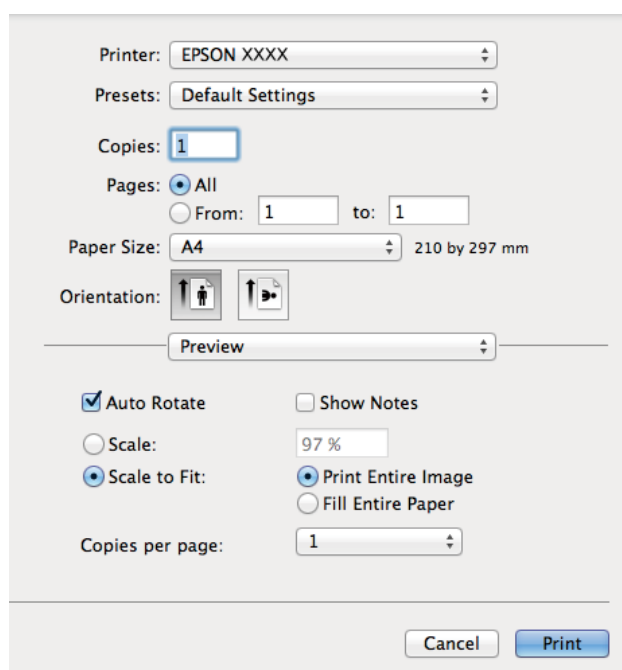 Printer: EPSON XXXX
Presets: Default Settings
Copies: 1
Pages: All
From: 1 to: 1
Paper Size: A4 210 by 297 mm
Orientation:
Preview
Auto Rotate Show Notes
Scale: 97 %
Scale to Fit: Print Entire Image
Fill Entire Paper
Copies per page: 1
Cancel Print